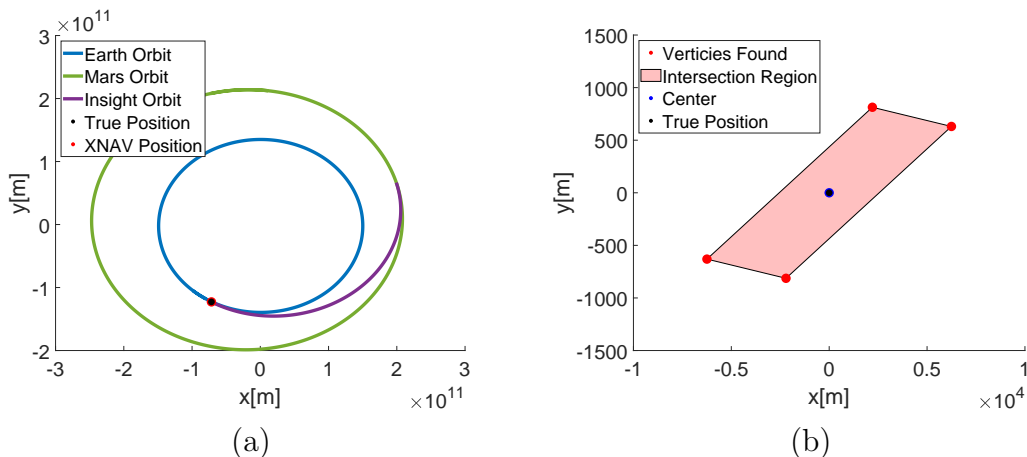 ×10^11
3
2
1
0
-1
-2
y[m]
Earth Orbit
Mars Orbit
Insight Orbit
True Position
XNAV Position
-3 -2 -1 0 1 2 3
x[m]
×10^11
(a)
1500
1000
500
0
-500
-1000
-1500
y[m]
Verticies Found
Intersection Region
Center
True Position
-1 -0.5 0 0.5 1
x[m]
×10^4
(b)